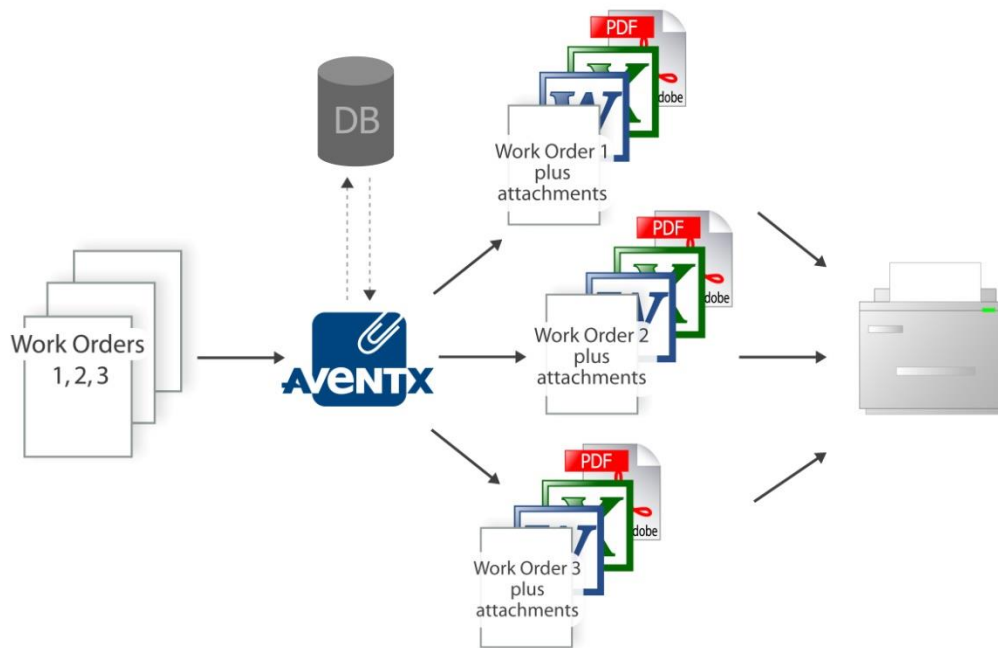 DB
PDF
Adobe
W
X
Work Order 1
plus
attachments
PDF
dobe
W
X
Work Orders
1, 2, 3
AVENTX
Work Order 2
plus
attachments
PDF
dobe
W
X
Work Order 3
plus
attachments